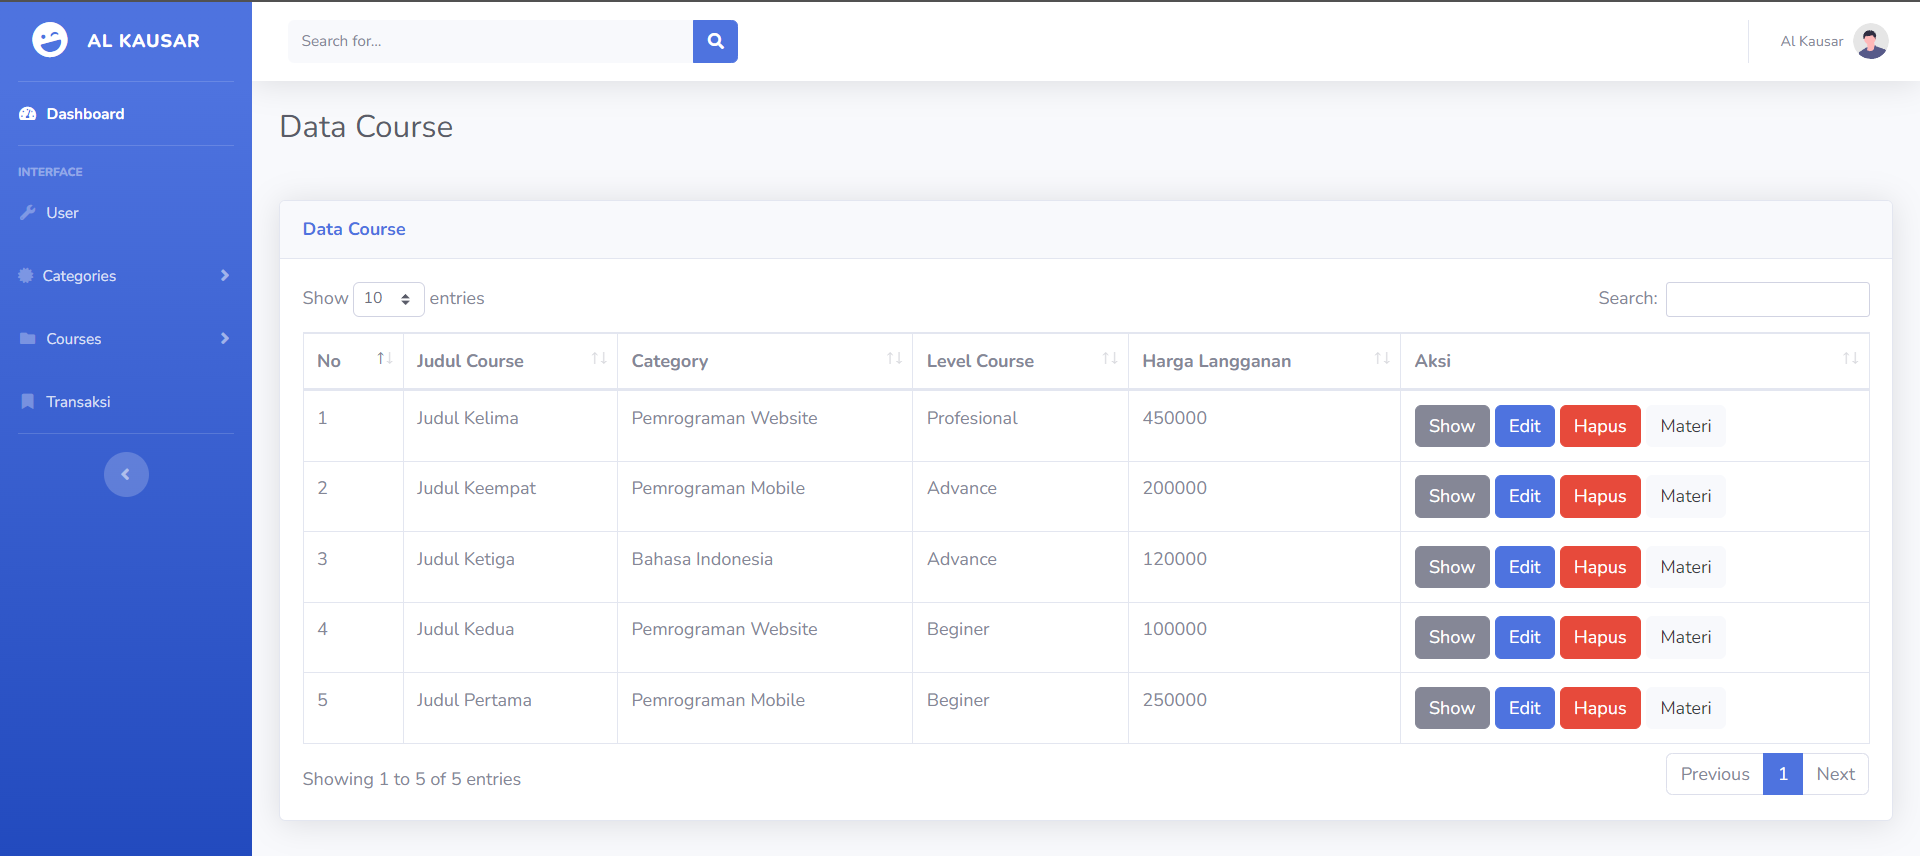 AL KAUSAR
Search for...
Al Kausar
Dashboard
INTERFACE
User
Categories
Courses
Transaksi
Data Course
Data Course
Show 10 entries Search:
No Judul Course Category Level Course Harga Langganan Aksi
1 Judul Kelima Pemrograman Website Profesional 450000 Show Edit Hapus Materi
2 Judul Keempat Pemrograman Mobile Advance 200000 Show Edit Hapus Materi
3 Judul Ketiga Bahasa Indonesia Advance 120000 Show Edit Hapus Materi
4 Judul Kedua Pemrograman Website Beginer 100000 Show Edit Hapus Materi
5 Judul Pertama Pemrograman Mobile Beginer 250000 Show Edit Hapus Materi
Showing 1 to 5 of 5 entries Previous 1 Next